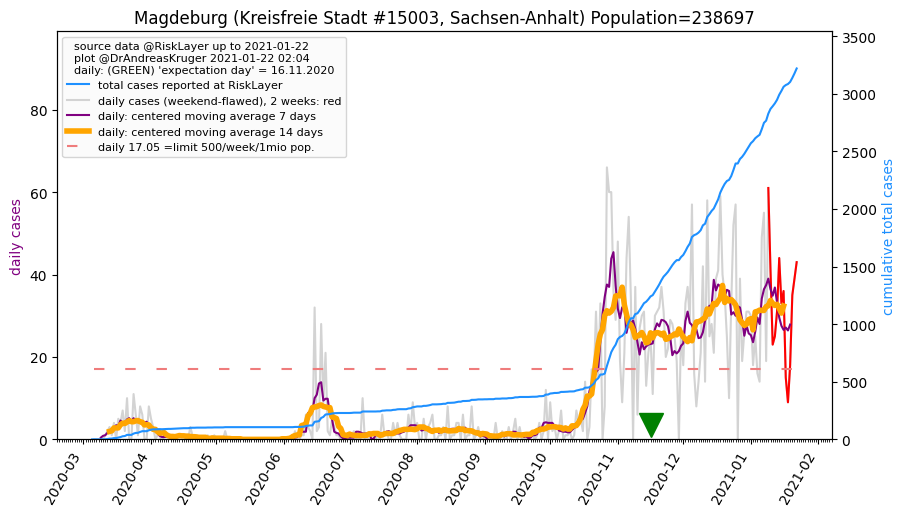 Magdeburg (Kreisfreie Stadt #15003, Sachsen-Anhalt) Population=238697
source data @RiskLayer up to 2021-01-22
plot @DrAndreasKruger 2021-01-22 02:04
daily: (GREEN) 'expectation day' = 16.11.2020
total cases reported at RiskLayer
daily cases (weekend-flawed), 2 weeks: red
daily: centered moving average 7 days
daily: centered moving average 14 days
daily 17.05 =limit 500/week/1mio pop.
daily cases
80
60
40
20
0
cumulative total cases
3500
3000
2500
2000
1500
1000
500
0
2020-03
2020-04
2020-05
2020-06
2020-07
2020-08
2020-09
2020-10
2020-11
2020-12
2021-01
2021-02